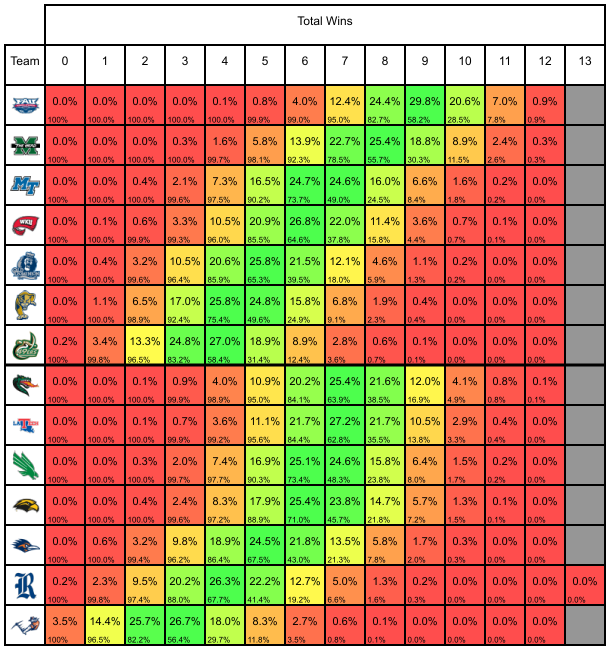 Total Wins
Team 0 1 2 3 4 5 6 7 8 9 10 11 12 13
FAU 0.0% 0.0% 0.0% 0.0% 0.1% 0.8% 4.0% 12.4% 24.4% 29.8% 20.6% 7.0% 0.9%
100% 100.0% 100.0% 100.0% 100.0% 99.9% 99.0% 95.0% 82.7% 58.2% 28.5% 7.8% 0.9%
0.0% 0.0% 0.0% 0.3% 1.6% 5.8% 13.9% 22.7% 25.4% 18.8% 8.9% 2.4% 0.3%
100% 100.0% 100.0% 100.0% 99.7% 98.1% 92.3% 78.5% 55.7% 30.3% 11.5% 2.6% 0.3%
MT 0.0% 0.0% 0.4% 2.1% 7.3% 16.5% 24.7% 24.6% 16.0% 6.6% 1.6% 0.2% 0.0%
100% 100.0% 100.0% 99.6% 97.5% 90.2% 73.7% 49.0% 24.5% 8.4% 1.8% 0.2% 0.0%
WKU 0.0% 0.1% 0.6% 3.3% 10.5% 20.9% 26.8% 22.0% 11.4% 3.6% 0.7% 0.1% 0.0%
100% 100.0% 99.9% 99.3% 96.0% 85.5% 64.6% 37.8% 15.8% 4.4% 0.7% 0.1% 0.0%
0.0% 0.4% 3.2% 10.5% 20.6% 25.8% 21.5% 12.1% 4.6% 1.1% 0.2% 0.0% 0.0%
100% 100.0% 99.6% 96.4% 85.9% 65.3% 39.5% 18.0% 5.9% 1.3% 0.2% 0.0% 0.0%
0.0% 1.1% 6.5% 17.0% 25.8% 24.8% 15.8% 6.8% 1.9% 0.4% 0.0% 0.0% 0.0%
100% 100.0% 98.9% 92.4% 75.4% 49.6% 24.9% 9.1% 2.3% 0.4% 0.0% 0.0% 0.0%
0.2% 3.4% 13.3% 24.8% 27.0% 18.9% 8.9% 2.8% 0.6% 0.1% 0.0% 0.0% 0.0%
100% 99.8% 96.5% 83.2% 58.4% 31.4% 12.4% 3.6% 0.7% 0.1% 0.0% 0.0% 0.0%
0.0% 0.0% 0.1% 0.9% 4.0% 10.9% 20.2% 25.4% 21.6% 12.0% 4.1% 0.8% 0.1%
100% 100.0% 100.0% 99.9% 98.9% 95.0% 84.1% 63.9% 38.5% 16.9% 4.9% 0.8% 0.1%
0.0% 0.0% 0.1% 0.7% 3.6% 11.1% 21.7% 27.2% 21.7% 10.5% 2.9% 0.4% 0.0%
100% 100.0% 100.0% 99.9% 99.2% 95.6% 84.4% 62.8% 35.5% 13.8% 3.3% 0.4% 0.0%
0.0% 0.0% 0.3% 2.0% 7.4% 16.9% 25.1% 24.6% 15.8% 6.4% 1.5% 0.2% 0.0%
100% 100.0% 100.0% 99.7% 97.7% 90.3% 73.4% 48.3% 23.8% 8.0% 1.7% 0.2% 0.0%
0.0% 0.0% 0.4% 2.4% 8.3% 17.9% 25.4% 23.8% 14.7% 5.7% 1.3% 0.1% 0.0%
100% 100.0% 100.0% 99.6% 97.2% 88.9% 71.0% 45.7% 21.8% 7.2% 1.5% 0.1% 0.0%
0.0% 0.6% 3.2% 9.8% 18.9% 24.5% 21.8% 13.5% 5.8% 1.7% 0.3% 0.0% 0.0%
100% 100.0% 99.4% 96.2% 86.4% 67.5% 43.0% 21.3% 7.8% 2.0% 0.3% 0.0% 0.0%
R 0.2% 2.3% 9.5% 20.2% 26.3% 22.2% 12.7% 5.0% 1.3% 0.2% 0.0% 0.0% 0.0% 0.0%
100% 99.8% 97.4% 88.0% 67.7% 41.4% 19.2% 6.6% 1.6% 0.3% 0.0% 0.0% 0.0% 0.0%
3.5% 14.4% 25.7% 26.7% 18.0% 8.3% 2.7% 0.6% 0.1% 0.0% 0.0% 0.0% 0.0%
100% 96.5% 82.2% 56.4% 29.7% 11.8% 3.5% 0.8% 0.1% 0.0% 0.0% 0.0% 0.0%